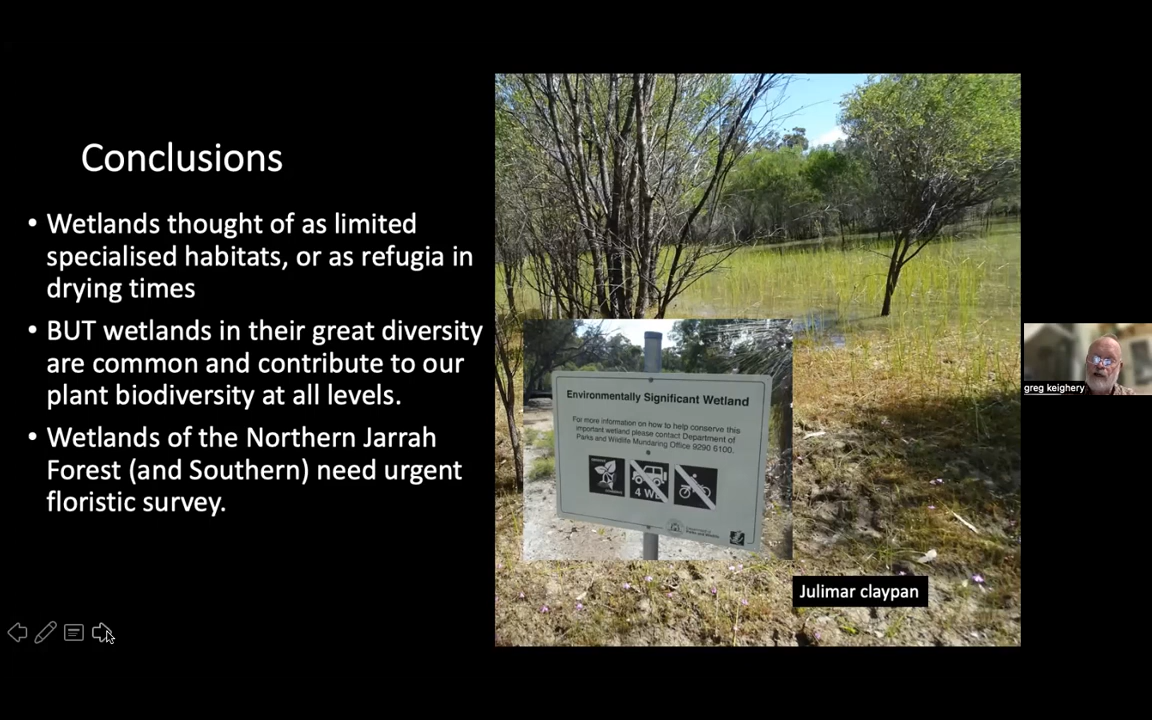 Conclusions
• Wetlands thought of as limited
specialised habitats, or as refugia in
drying times
• BUT wetlands in their great diversity
are common and contribute to our
plant biodiversity at all levels.
• Wetlands of the Northern Jarrah
Forest (and Southern) need urgent
floristic survey.
Environmentally Significant Wetland
For more information on how to help conserve this
important wetland please contact Department of
Parks and Wildlife Mundaring Office 9290 6100.
4 WD
Julimar claypan
greg keighery